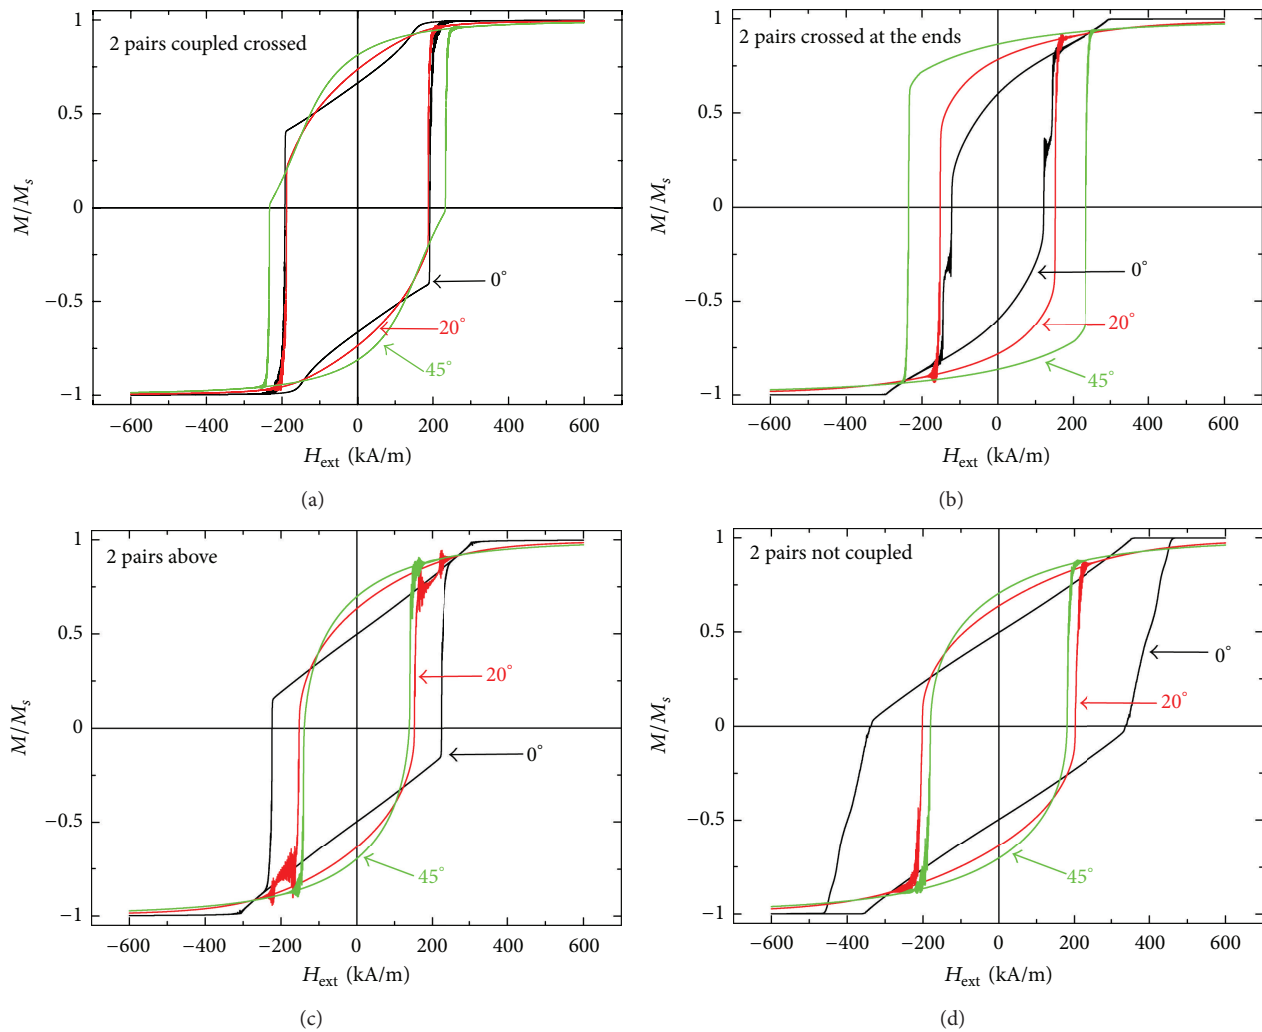 2 pairs coupled crossed
1
0.5
0
−0.5
−1
M/Mₛ
0°
20°
45°
−600 −400 −200 0 200 400 600
H_ext (kA/m)
(a)
2 pairs crossed at the ends
1
0.5
0
−0.5
−1
M/Mₛ
0°
20°
45°
−600 −400 −200 0 200 400 600
H_ext (kA/m)
(b)
2 pairs above
1
0.5
0
−0.5
−1
M/Mₛ
20°
0°
45°
−600 −400 −200 0 200 400 600
H_ext (kA/m)
(c)
2 pairs not coupled
1
0.5
0
−0.5
−1
M/Mₛ
0°
20°
45°
−600 −400 −200 0 200 400 600
H_ext (kA/m)
(d)